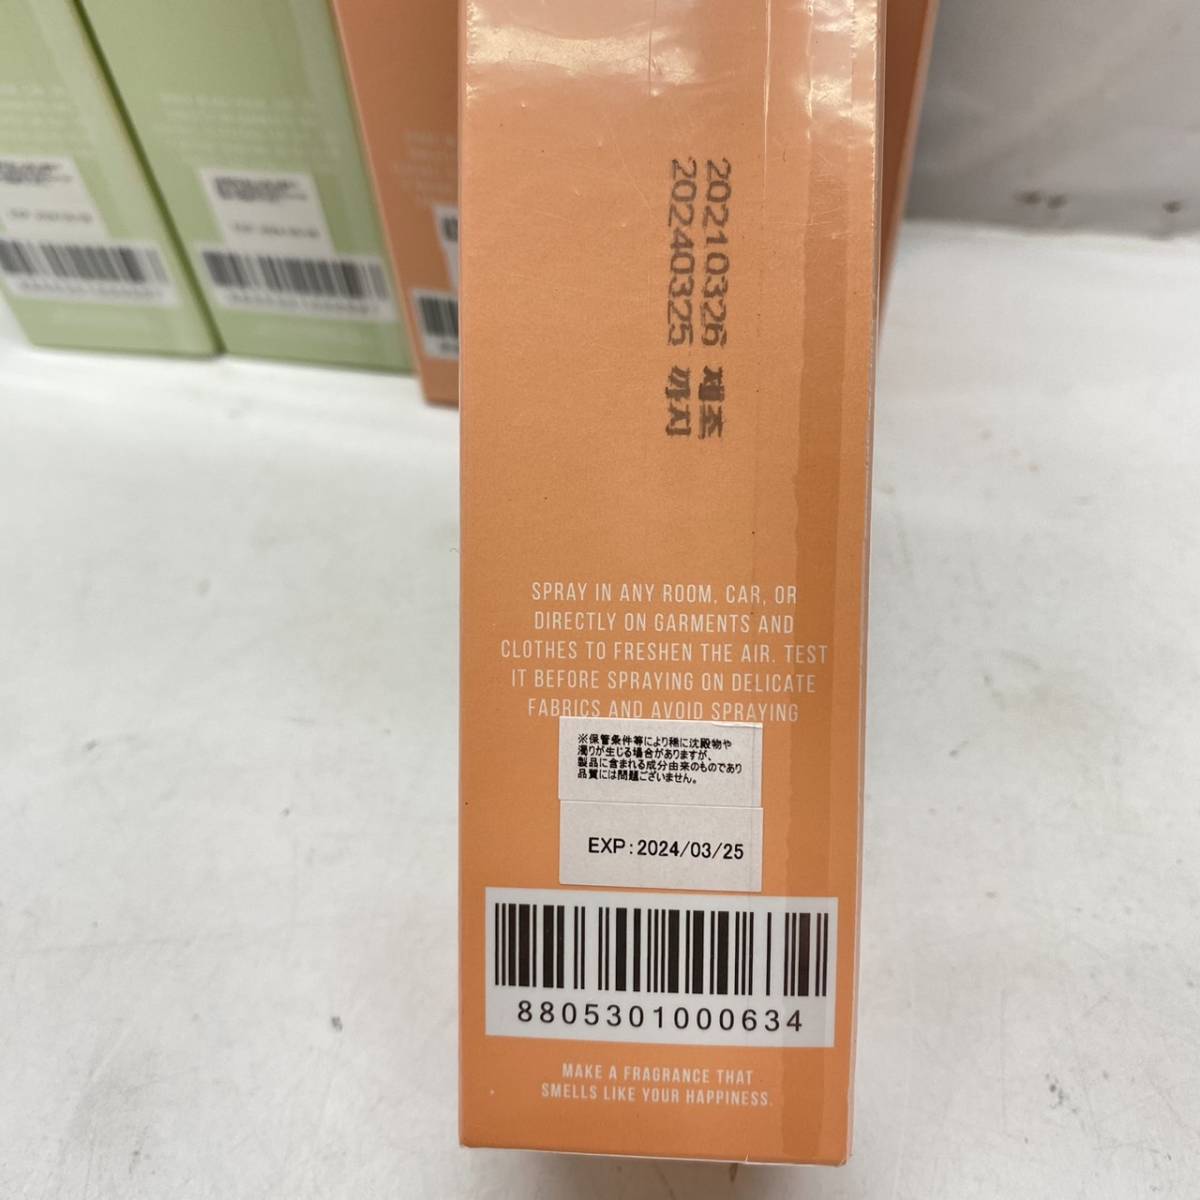 20210326 제조
20240325 까지
SPRAY IN ANY ROOM, CAR, OR
DIRECTLY ON GARMENTS AND
CLOTHES TO FRESHEN THE AIR. TEST
IT BEFORE SPRAYING ON DELICATE
FABRICS AND AVOID SPRAYING
※保管条件等により稀に沈殿物や
濁りが生じる場合がありますが、
製品に含まれる成分由来のものであり
品質には問題ございません。
EXP:2024/03/25
8805301000634
MAKE A FRAGRANCE THAT
SMELLS LIKE YOUR HAPPINESS.